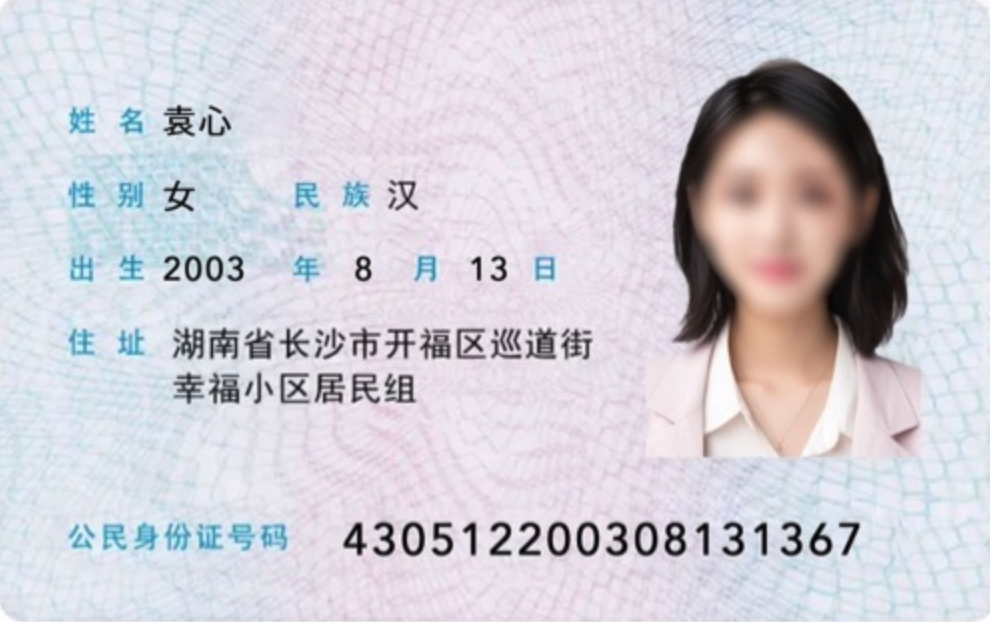 姓名 袁心
性别 女 民族 汉
出生 2003 年 8 月 13 日
住址 湖南省长沙市开福区巡道街
幸福小区居民组
公民身份证号码 430512200308131367